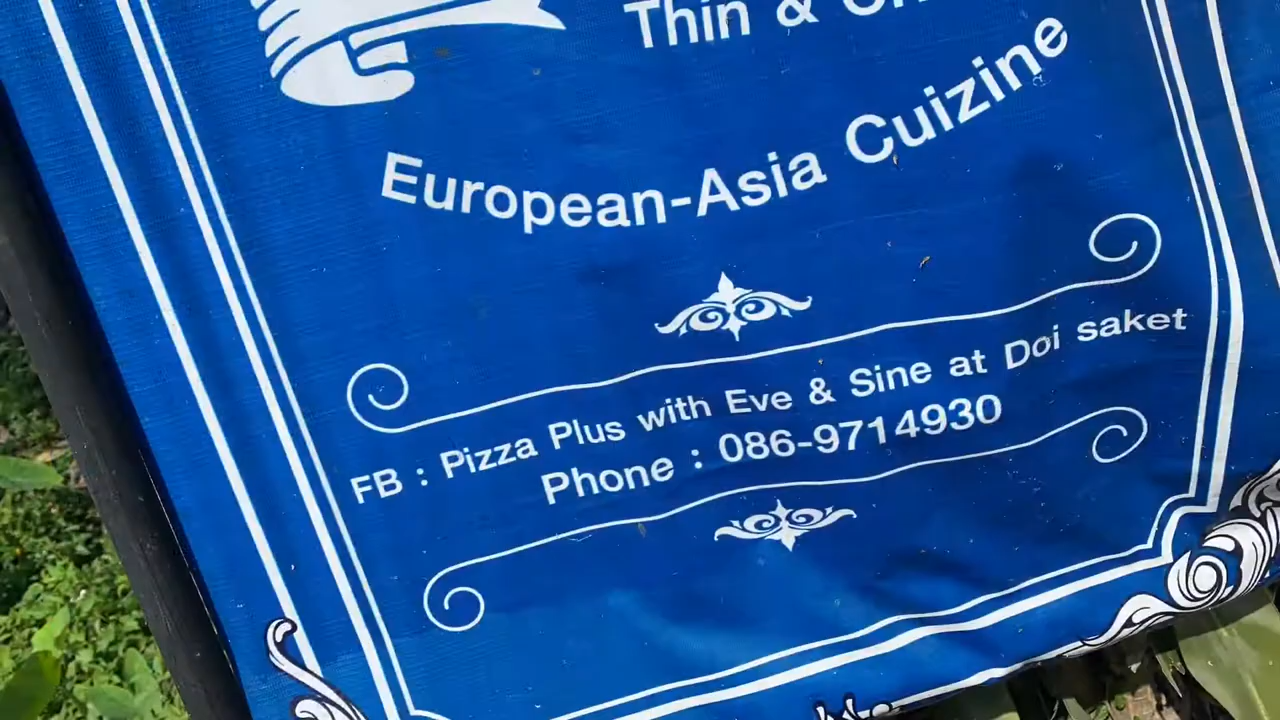 Thin &
European-Asia Cuizine
FB : Pizza Plus with Eve & Sine at Doi saket
Phone : 086-9714930